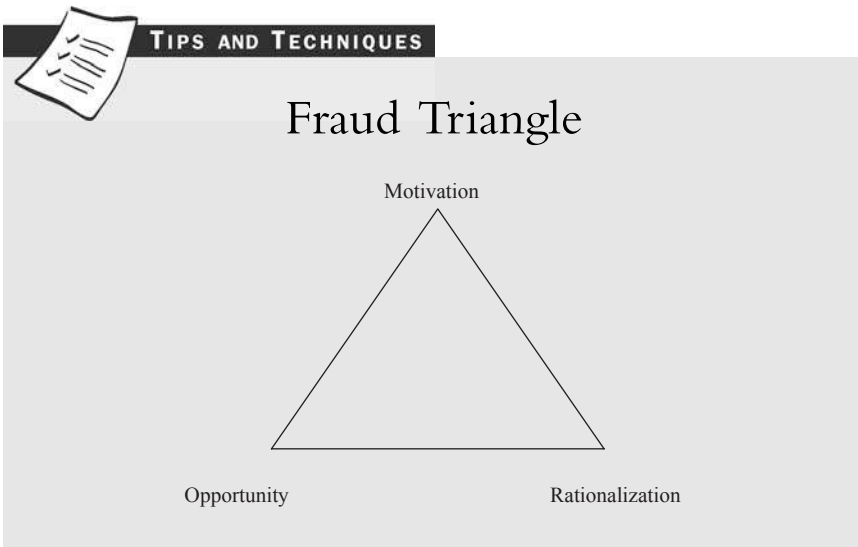 TIPS AND TECHNIQUES
Fraud Triangle
Motivation
Opportunity Rationalization